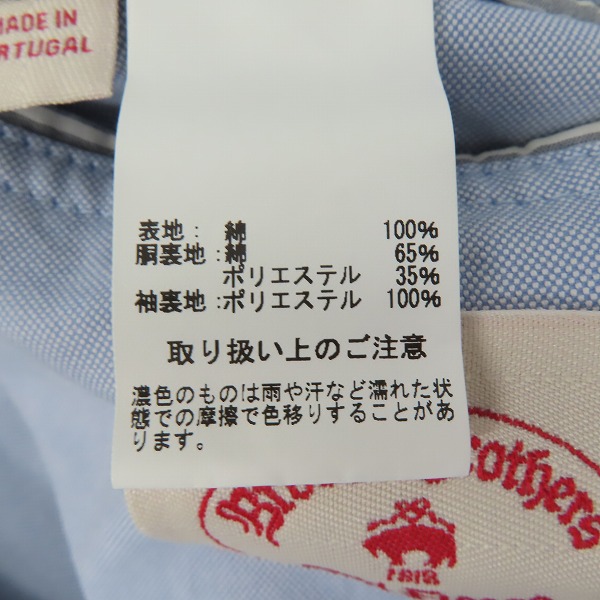 MADE IN
PORTUGAL
表地： 綿 100%
胴裏地：綿 65%
ポリエステル 35%
袖裏地：ポリエステル 100%
取り扱い上のご注意
濃色のものは雨や汗など濡れた状
態での摩擦で色移りすることがあ
ります。
Brothers
1818